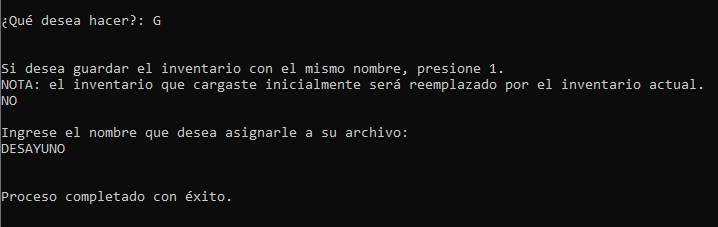 ¿Qué desea hacer?: G
Si desea guardar el inventario con el mismo nombre, presione 1.
NOTA: el inventario que cargaste inicialmente será reemplazado por el inventario actual.
NO
Ingrese el nombre que desea asignarle a su archivo:
DESAYUNO
Proceso completado con éxito.